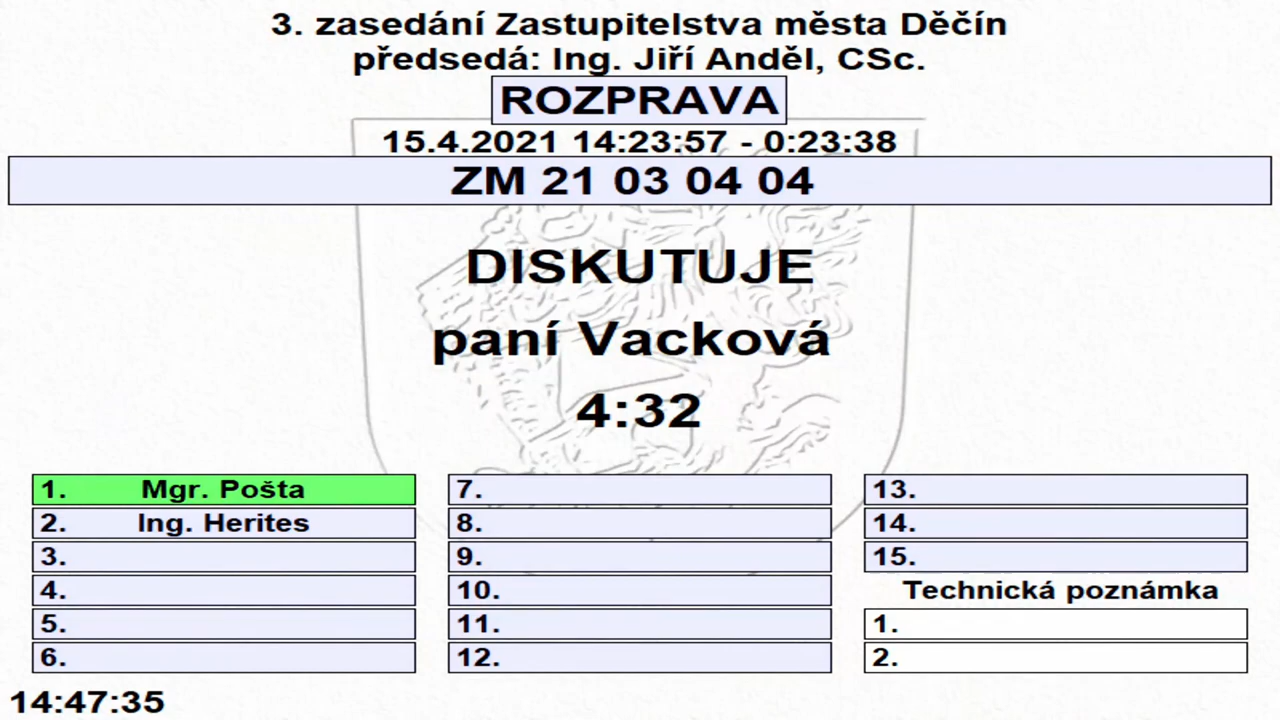 3. zasedání Zastupitelstva města Děčín
předsedá: Ing. Jiří Anděl, CSc.
ROZPRAVA
15.4.2021 14:23:57 - 0:23:38
ZM 21 03 04 04
DISKUTUJE
paní Vacková
4:32
1. Mgr. Pošta
2. Ing. Herites
3.
4.
5.
6.
7.
8.
9.
10.
11.
12.
13.
14.
15.
Technická poznámka
1.
2.
14:47:35